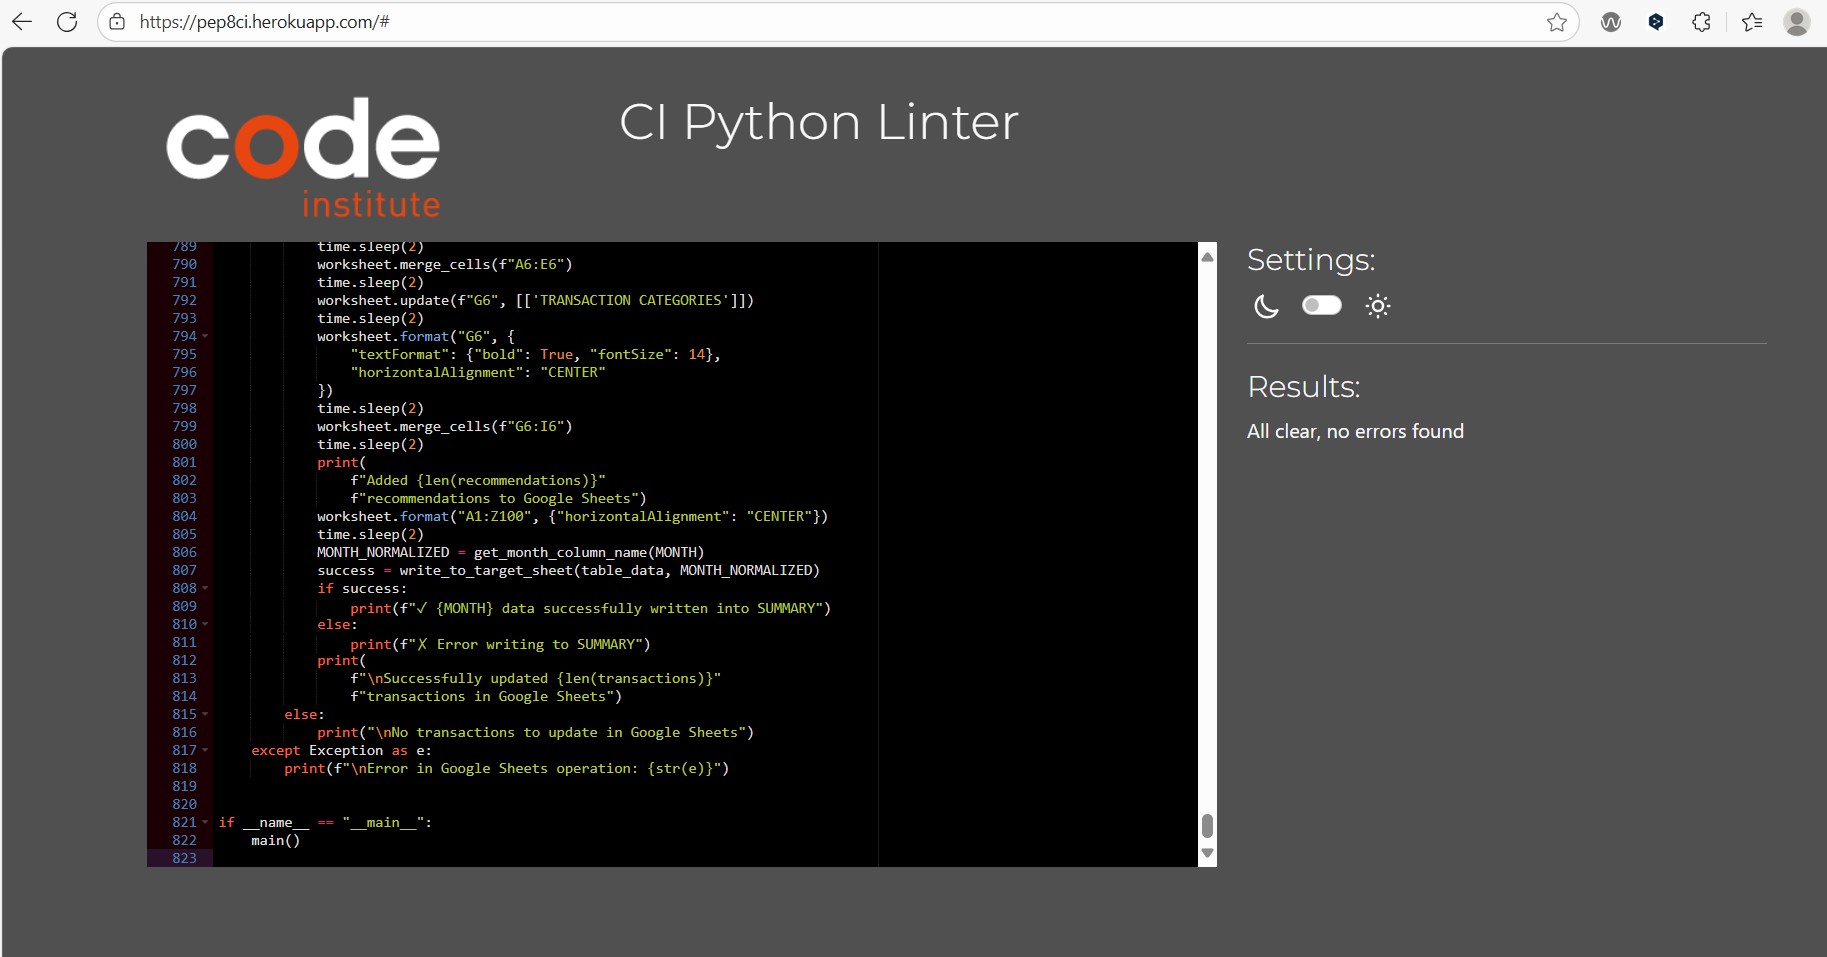 https://pep8ci.herokuapp.com/#
code
institute
CI Python Linter
789 time.sleep(2)
790 worksheet.merge_cells(f"A6:E6")
791 time.sleep(2)
792 worksheet.update(f"G6", [['TRANSACTION CATEGORIES']])
793 time.sleep(2)
794 worksheet.format("G6", {
795 "textFormat": {"bold": True, "fontSize": 14},
796 "horizontalAlignment": "CENTER"
797 })
798 time.sleep(2)
799 worksheet.merge_cells(f"G6:I6")
800 time.sleep(2)
801 print(
802 f"Added {len(recommendations)}"
803 f"recommendations to Google Sheets")
804 worksheet.format("A1:Z100", {"horizontalAlignment": "CENTER"})
805 time.sleep(2)
806 MONTH_NORMALIZED = get_month_column_name(MONTH)
807 success = write_to_target_sheet(table_data, MONTH_NORMALIZED)
808 if success:
809 print(f"✓ {MONTH} data successfully written into SUMMARY")
810 else:
811 print(f"✗ Error writing to SUMMARY")
812 print(
813 f"\nSuccessfully updated {len(transactions)}"
814 f"transactions in Google Sheets")
815 else:
816 print("\nNo transactions to update in Google Sheets")
817 except Exception as e:
818 print(f"\nError in Google Sheets operation: {str(e)}")
819
820
821 if __name__ == "__main__":
822 main()
823
Settings:
Results:
All clear, no errors found